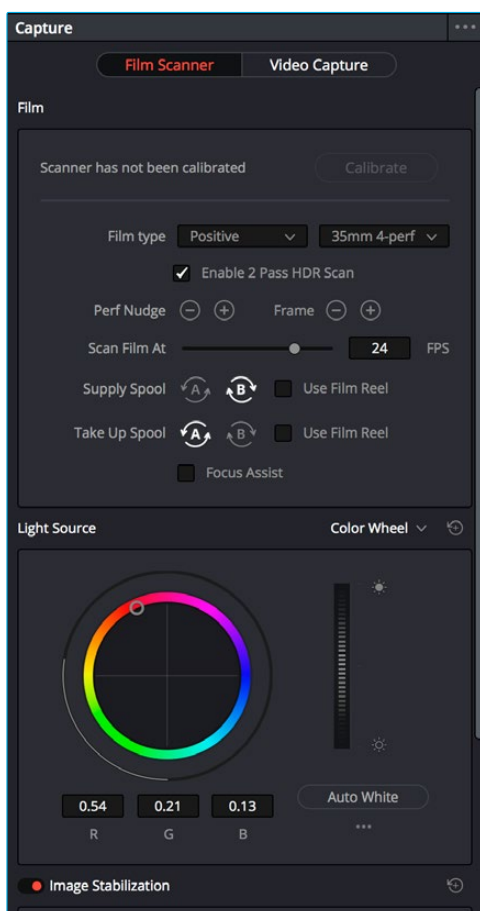 Capture
Film Scanner Video Capture
Film
Scanner has not been calibrated Calibrate
Film type Positive 35mm 4-perf
Enable 2 Pass HDR Scan
Perf Nudge Frame
Scan Film At 24 FPS
Supply Spool A B Use Film Reel
Take Up Spool A B Use Film Reel
Focus Assist
Light Source Color Wheel
0.54 0.21 0.13 Auto White
R G B
Image Stabilization